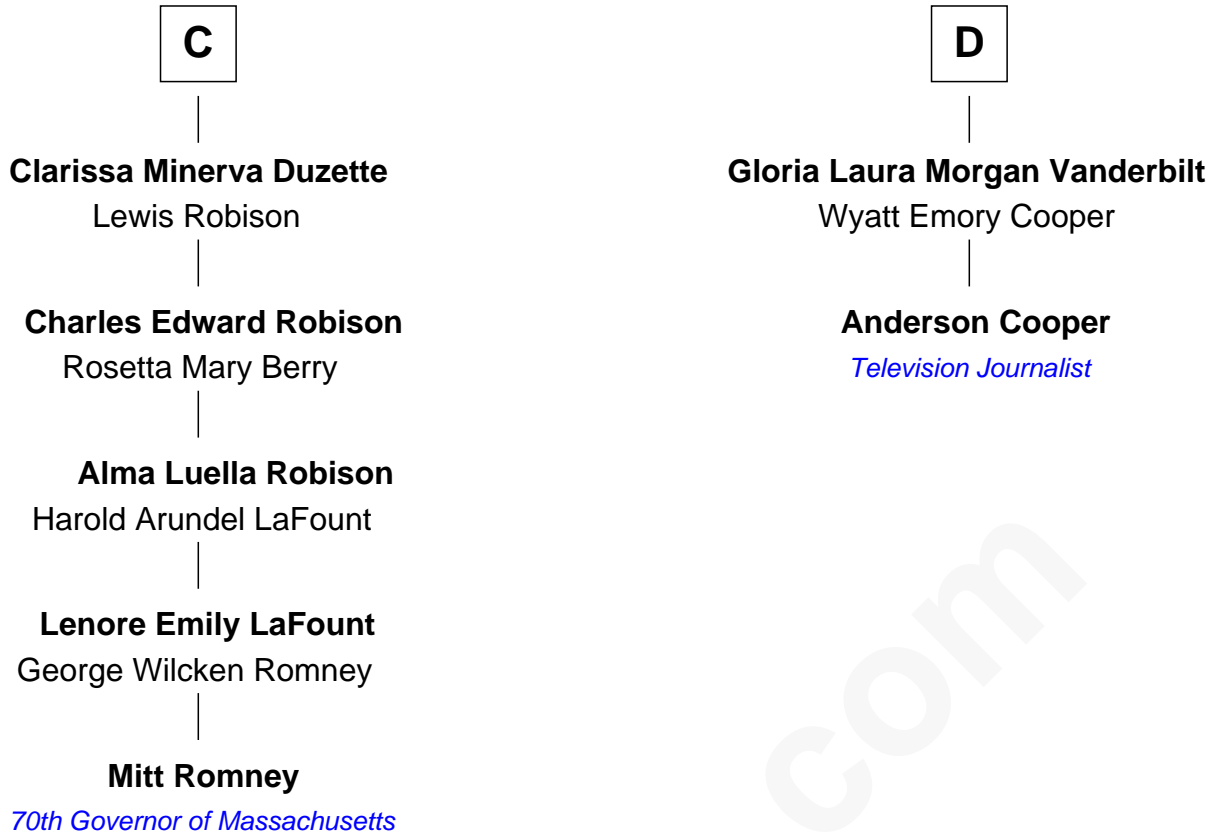 C
Clarissa Minerva Duzette
Lewis Robison
Charles Edward Robison
Rosetta Mary Berry
Alma Luella Robison
Harold Arundel LaFount
Lenore Emily LaFount
George Wilcken Romney
Mitt Romney
70th Governor of Massachusetts
D
Gloria Laura Morgan Vanderbilt
Wyatt Emory Cooper
Anderson Cooper
Television Journalist
com